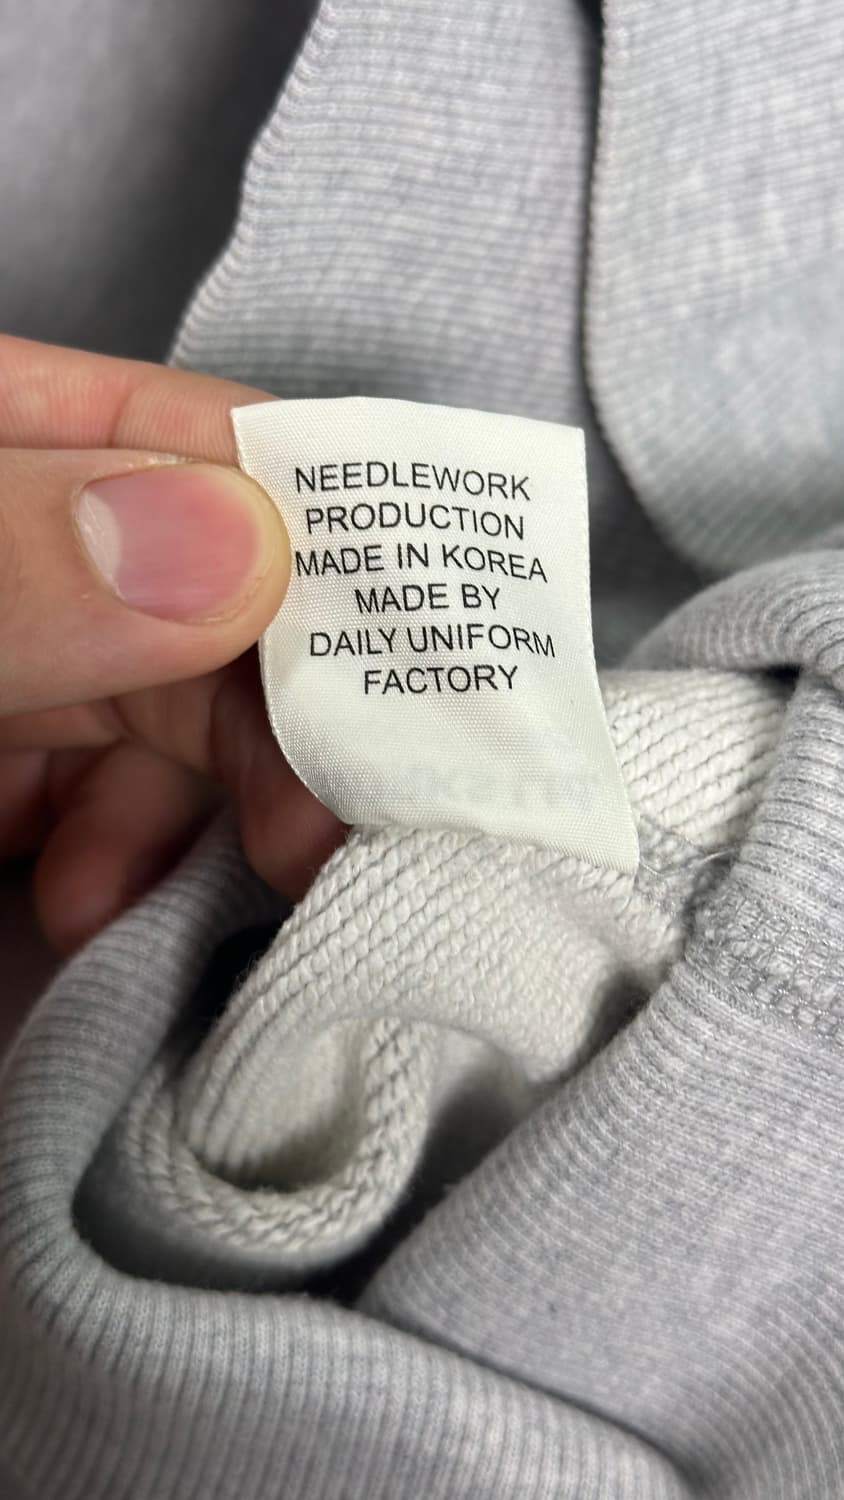 NEEDLEWORK
PRODUCTION
MADE IN KOREA
MADE BY
DAILY UNIFORM
FACTORY